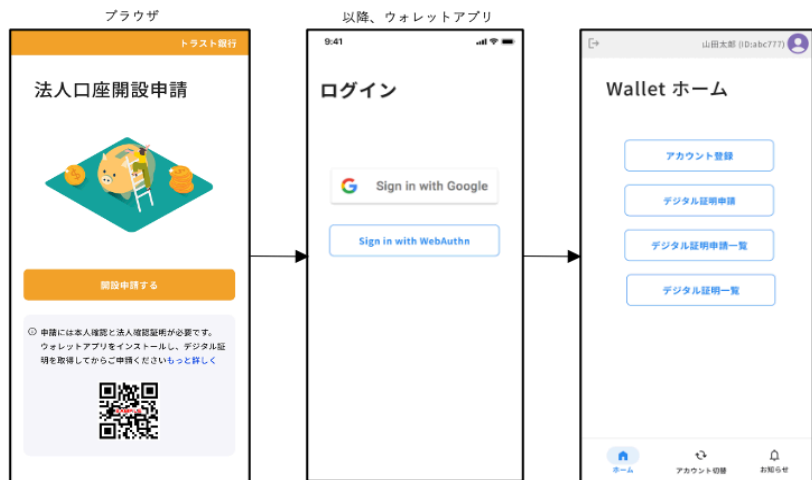 ブラウザ
トラスト銀行
法人口座開設申請
開設申請する
申請には本人確認と法人確認証明が必要です。
ウォレットアプリをインストールし、デジタル証
明を取得してからご申請くださいもっと詳しく
以降、ウォレットアプリ
9:41
ログイン
Sign in with Google
Sign in with WebAuthn
山田太郎 (ID:abc777)
Wallet ホーム
アカウント登録
デジタル証明申請
デジタル証明申請一覧
デジタル証明一覧
ホーム
アカウント切替
お知らせ